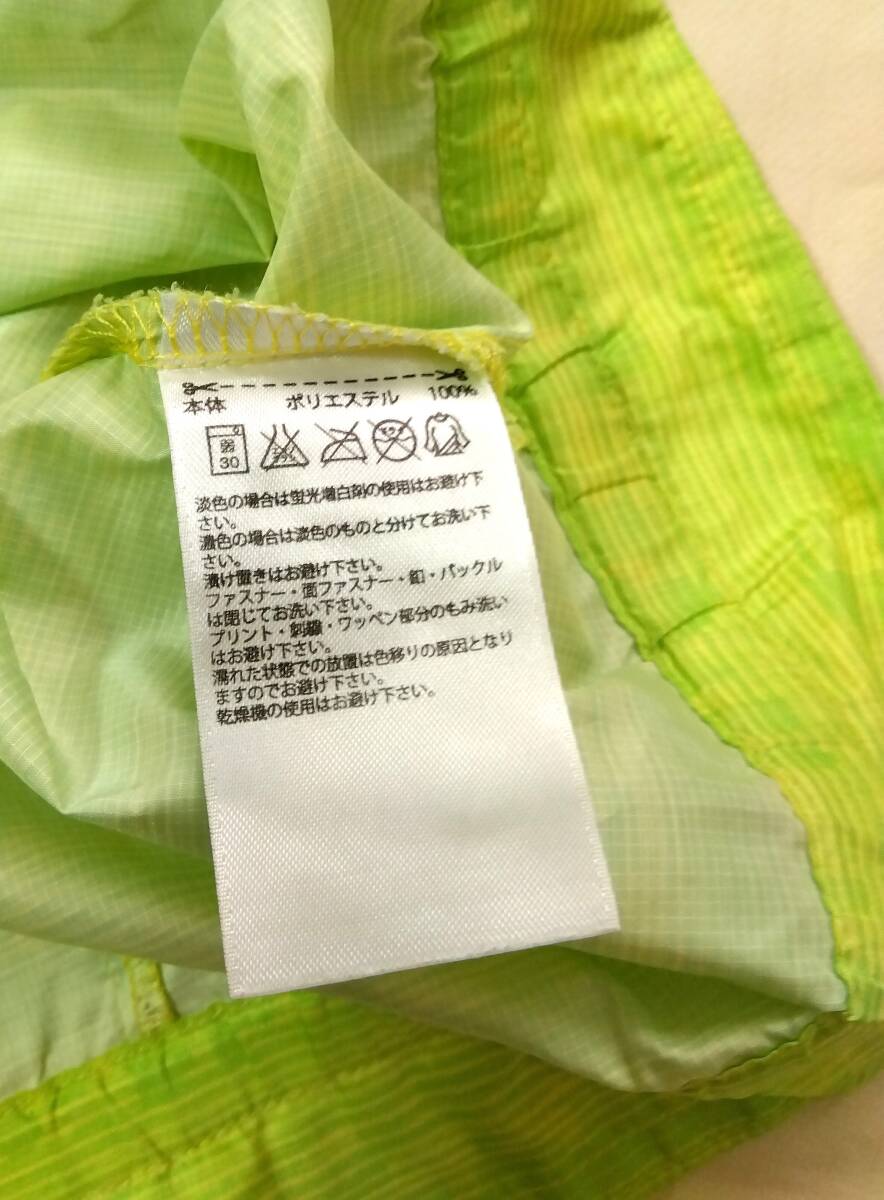 本体 ポリエステル 100%
弱
30
エンソ
ドライ
淡色の場合は蛍光増白剤の使用はお避け下
さい。
濃色の場合は淡色のものと分けてお洗い下
さい。
漬け置きはお避け下さい。
ファスナー・面ファスナー・釦・バックル
は閉じてお洗い下さい。
プリント・刺繍・ワッペン部分のもみ洗い
はお避け下さい。
濡れた状態での放置は色移りの原因となり
ますのでお避け下さい。
乾燥機の使用はお避け下さい。